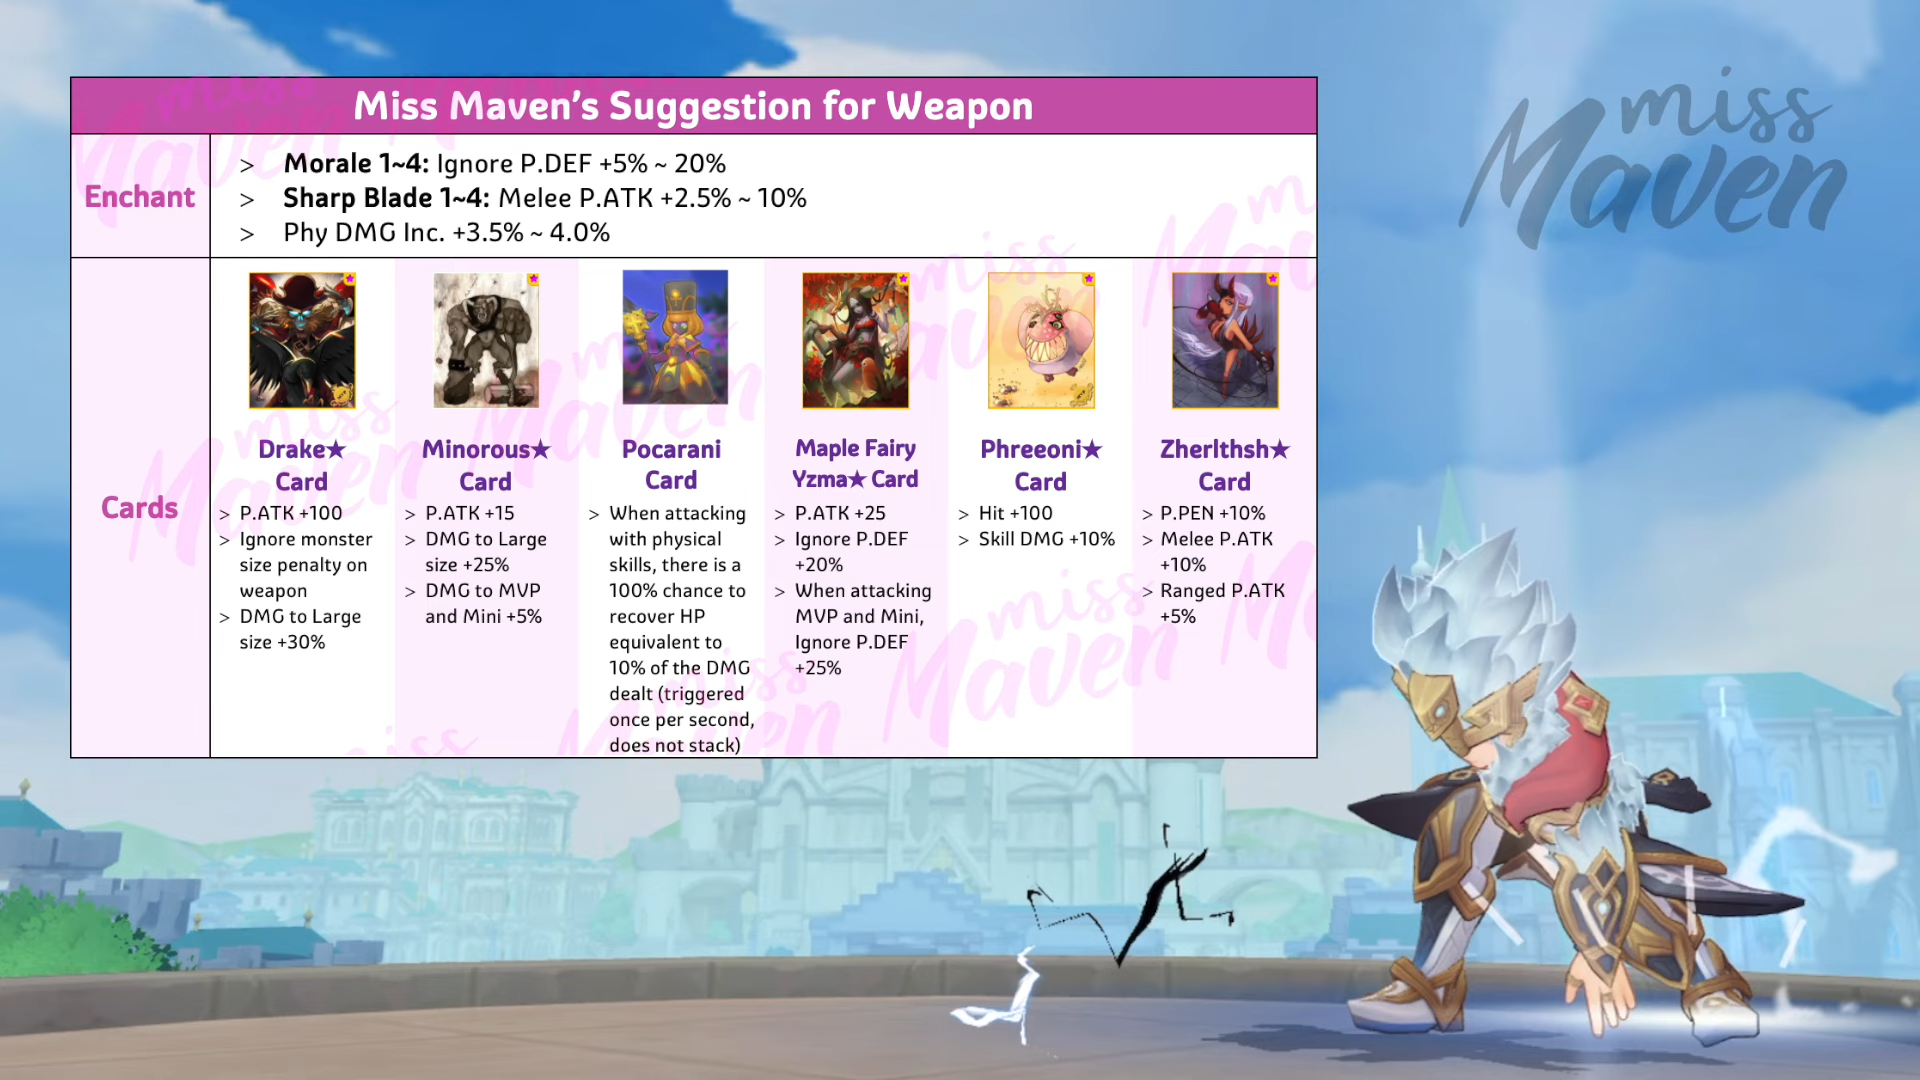 miss
Maven
Miss Maven's Suggestion for Weapon
Enchant
> Morale 1~4: Ignore P.DEF +5% ~ 20%
> Sharp Blade 1~4: Melee P.ATK +2.5% ~ 10%
> Phy DMG Inc. +3.5% ~ 4.0%
Cards
Drake★
Card
> P.ATK +100
> Ignore monster
size penalty on
weapon
> DMG to Large
size +30%
Minorous★
Card
> P.ATK +15
> DMG to Large
size +25%
> DMG to MVP
and Mini +5%
Pocarani
Card
> When attacking
with physical
skills, there is a
100% chance to
recover HP
equivalent to
10% of the DMG
dealt (triggered
once per second,
does not stack)
Maple Fairy
Yzma★ Card
> P.ATK +25
> Ignore P.DEF
+20%
> When attacking
MVP and Mini,
Ignore P.DEF
+25%
Phreeoni★
Card
> Hit +100
> Skill DMG +10%
Zherlthsh★
Card
> P.PEN +10%
> Melee P.ATK
+10%
> Ranged P.ATK
+5%